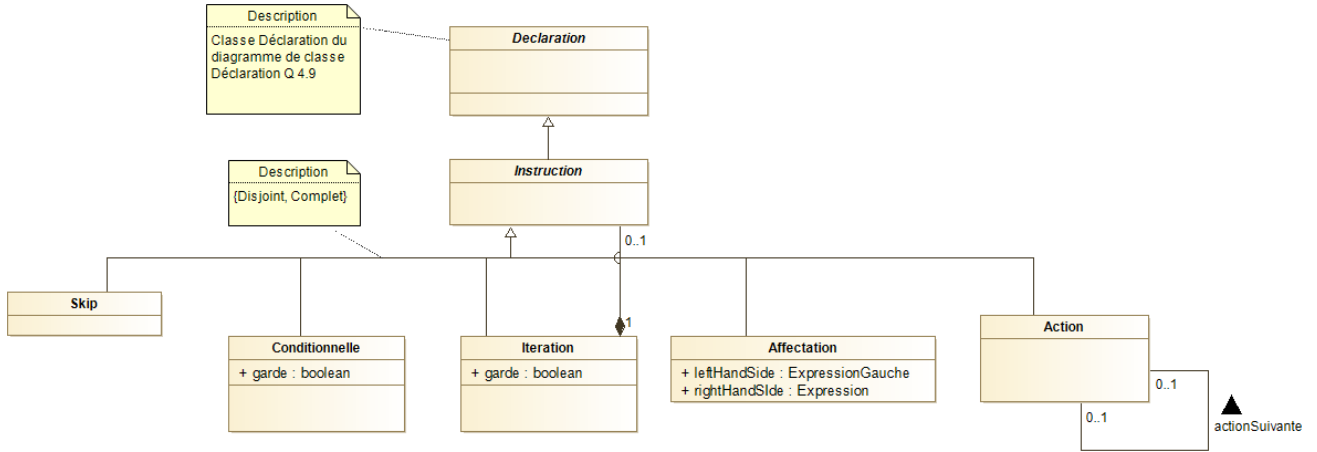 Description
Classe Déclaration du
diagramme de classe
Déclaration Q 4.9
Declaration
Description
{Disjoint, Complet}
Instruction
0..1
Skip
1
Conditionnelle
+ garde : boolean
Iteration
+ garde : boolean
Affectation
+ leftHandSide : ExpressionGauche
+ rightHandSIde : Expression
Action
0..1
0..1
actionSuivante